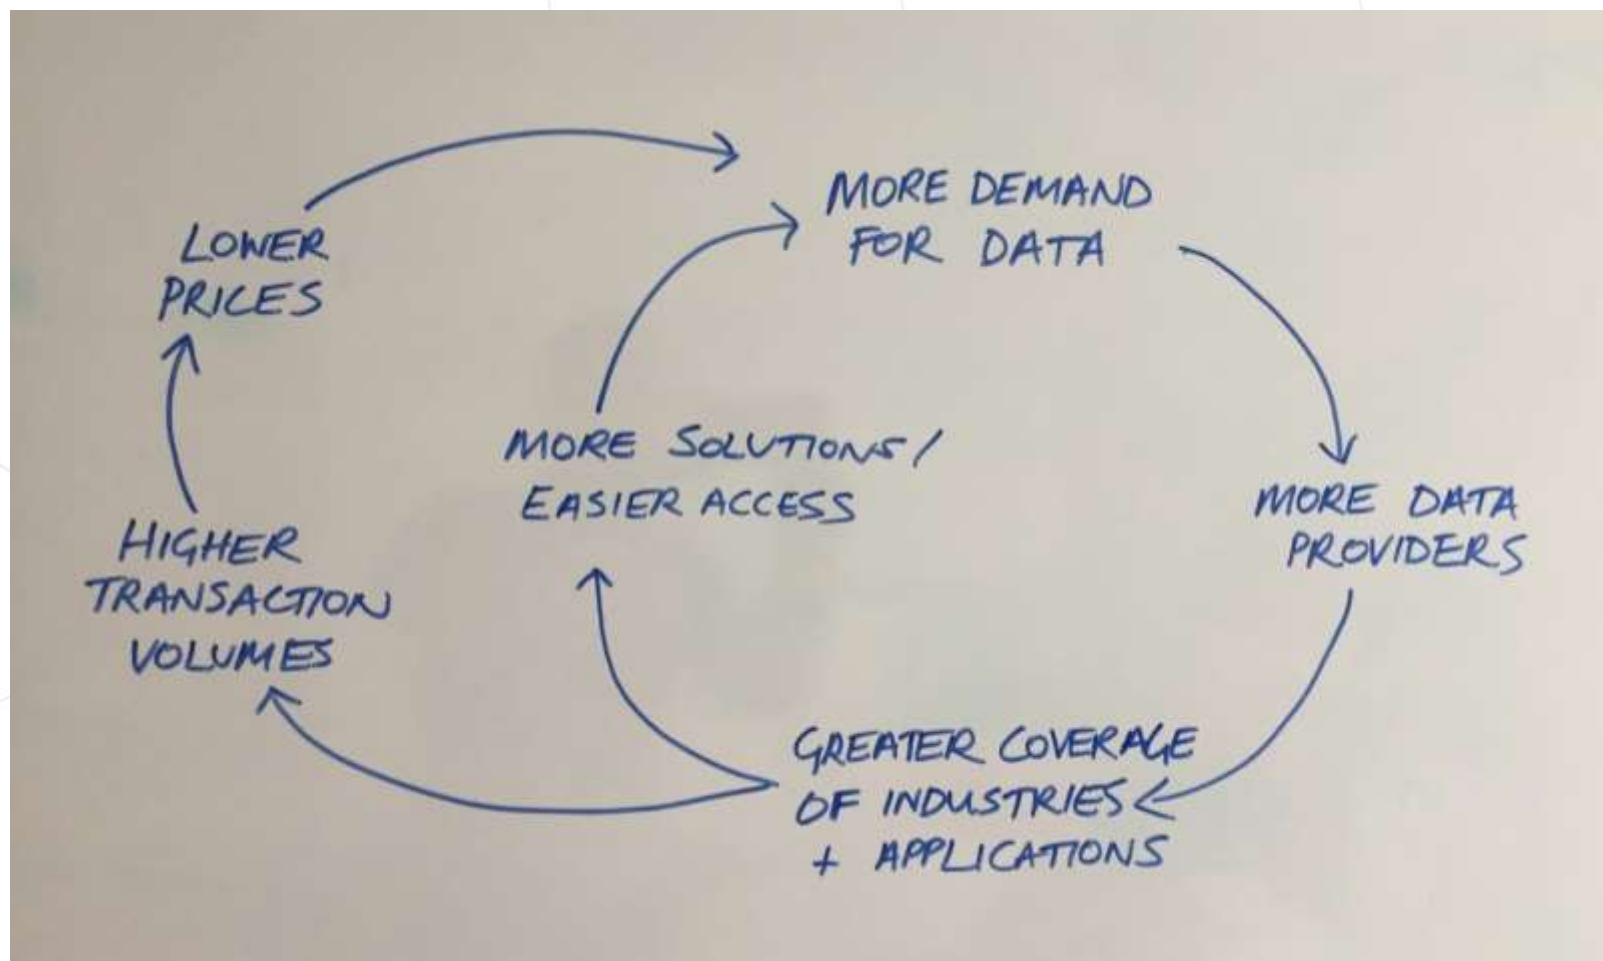 MORE DEMAND
FOR DATA
MORE DATA
PROVIDERS
GREATER COVERAGE
OF INDUSTRIES
+ APPLICATIONS
MORE SOLUTIONS/
EASIER ACCESS
HIGHER
TRANSACTION
VOLUMES
LOWER
PRICES